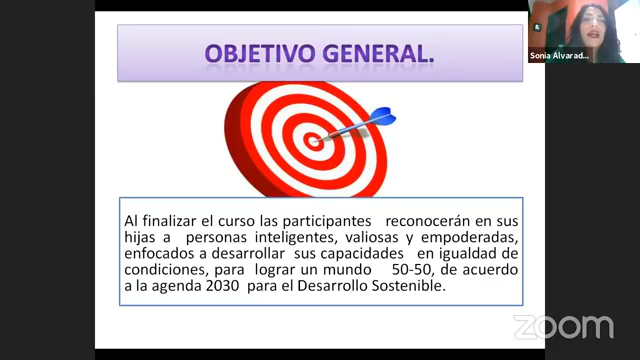 OBJETIVO GENERAL.
Sonia Alvarad...
Al finalizar el curso las participantes reconocerán en sus
hijas a personas inteligentes, valiosas y empoderadas,
enfocados a desarrollar sus capacidades en igualdad de
condiciones, para lograr un mundo 50-50, de acuerdo
a la agenda 2030 para el Desarrollo Sostenible.
zoom